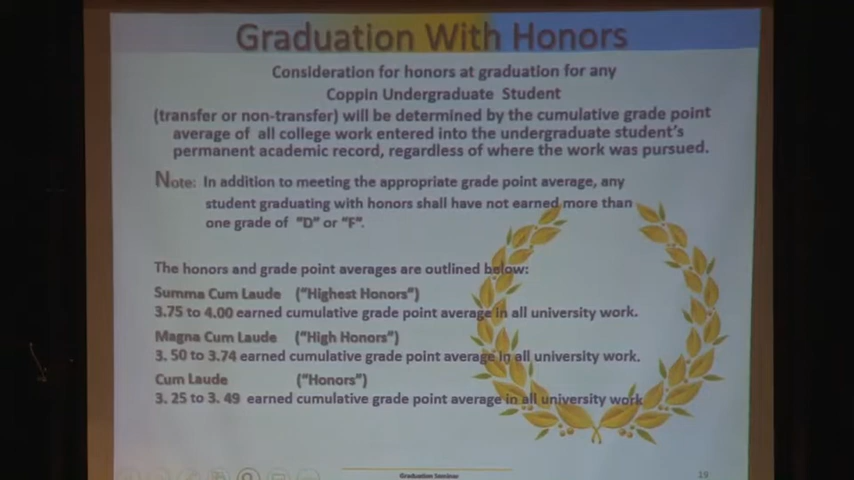 Graduation With Honors
Consideration for honors at graduation for any
Coppin Undergraduate Student
(transfer or non-transfer) will be determined by the cumulative grade point
average of all college work entered into the undergraduate student's
permanent academic record, regardless of where the work was pursued.
Note: In addition to meeting the appropriate grade point average, any
student graduating with honors shall have not earned more than
one grade of "D" or "F".
The honors and grade point averages are outlined below:
Summa Cum Laude ("Highest Honors")
3.75 to 4.00 earned cumulative grade point average in all university work.
Magna Cum Laude ("High Honors")
3. 50 to 3.74 earned cumulative grade point average in all university work.
Cum Laude ("Honors")
3. 25 to 3. 49 earned cumulative grade point average in all university work
Graduation Seminar
19